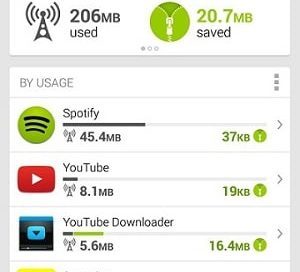 206MB 20.7MB
used saved
BY USAGE
Spotify
45.4MB 37KB
YouTube
8.1MB 19KB
YouTube Downloader
5.6MB 16.4MB